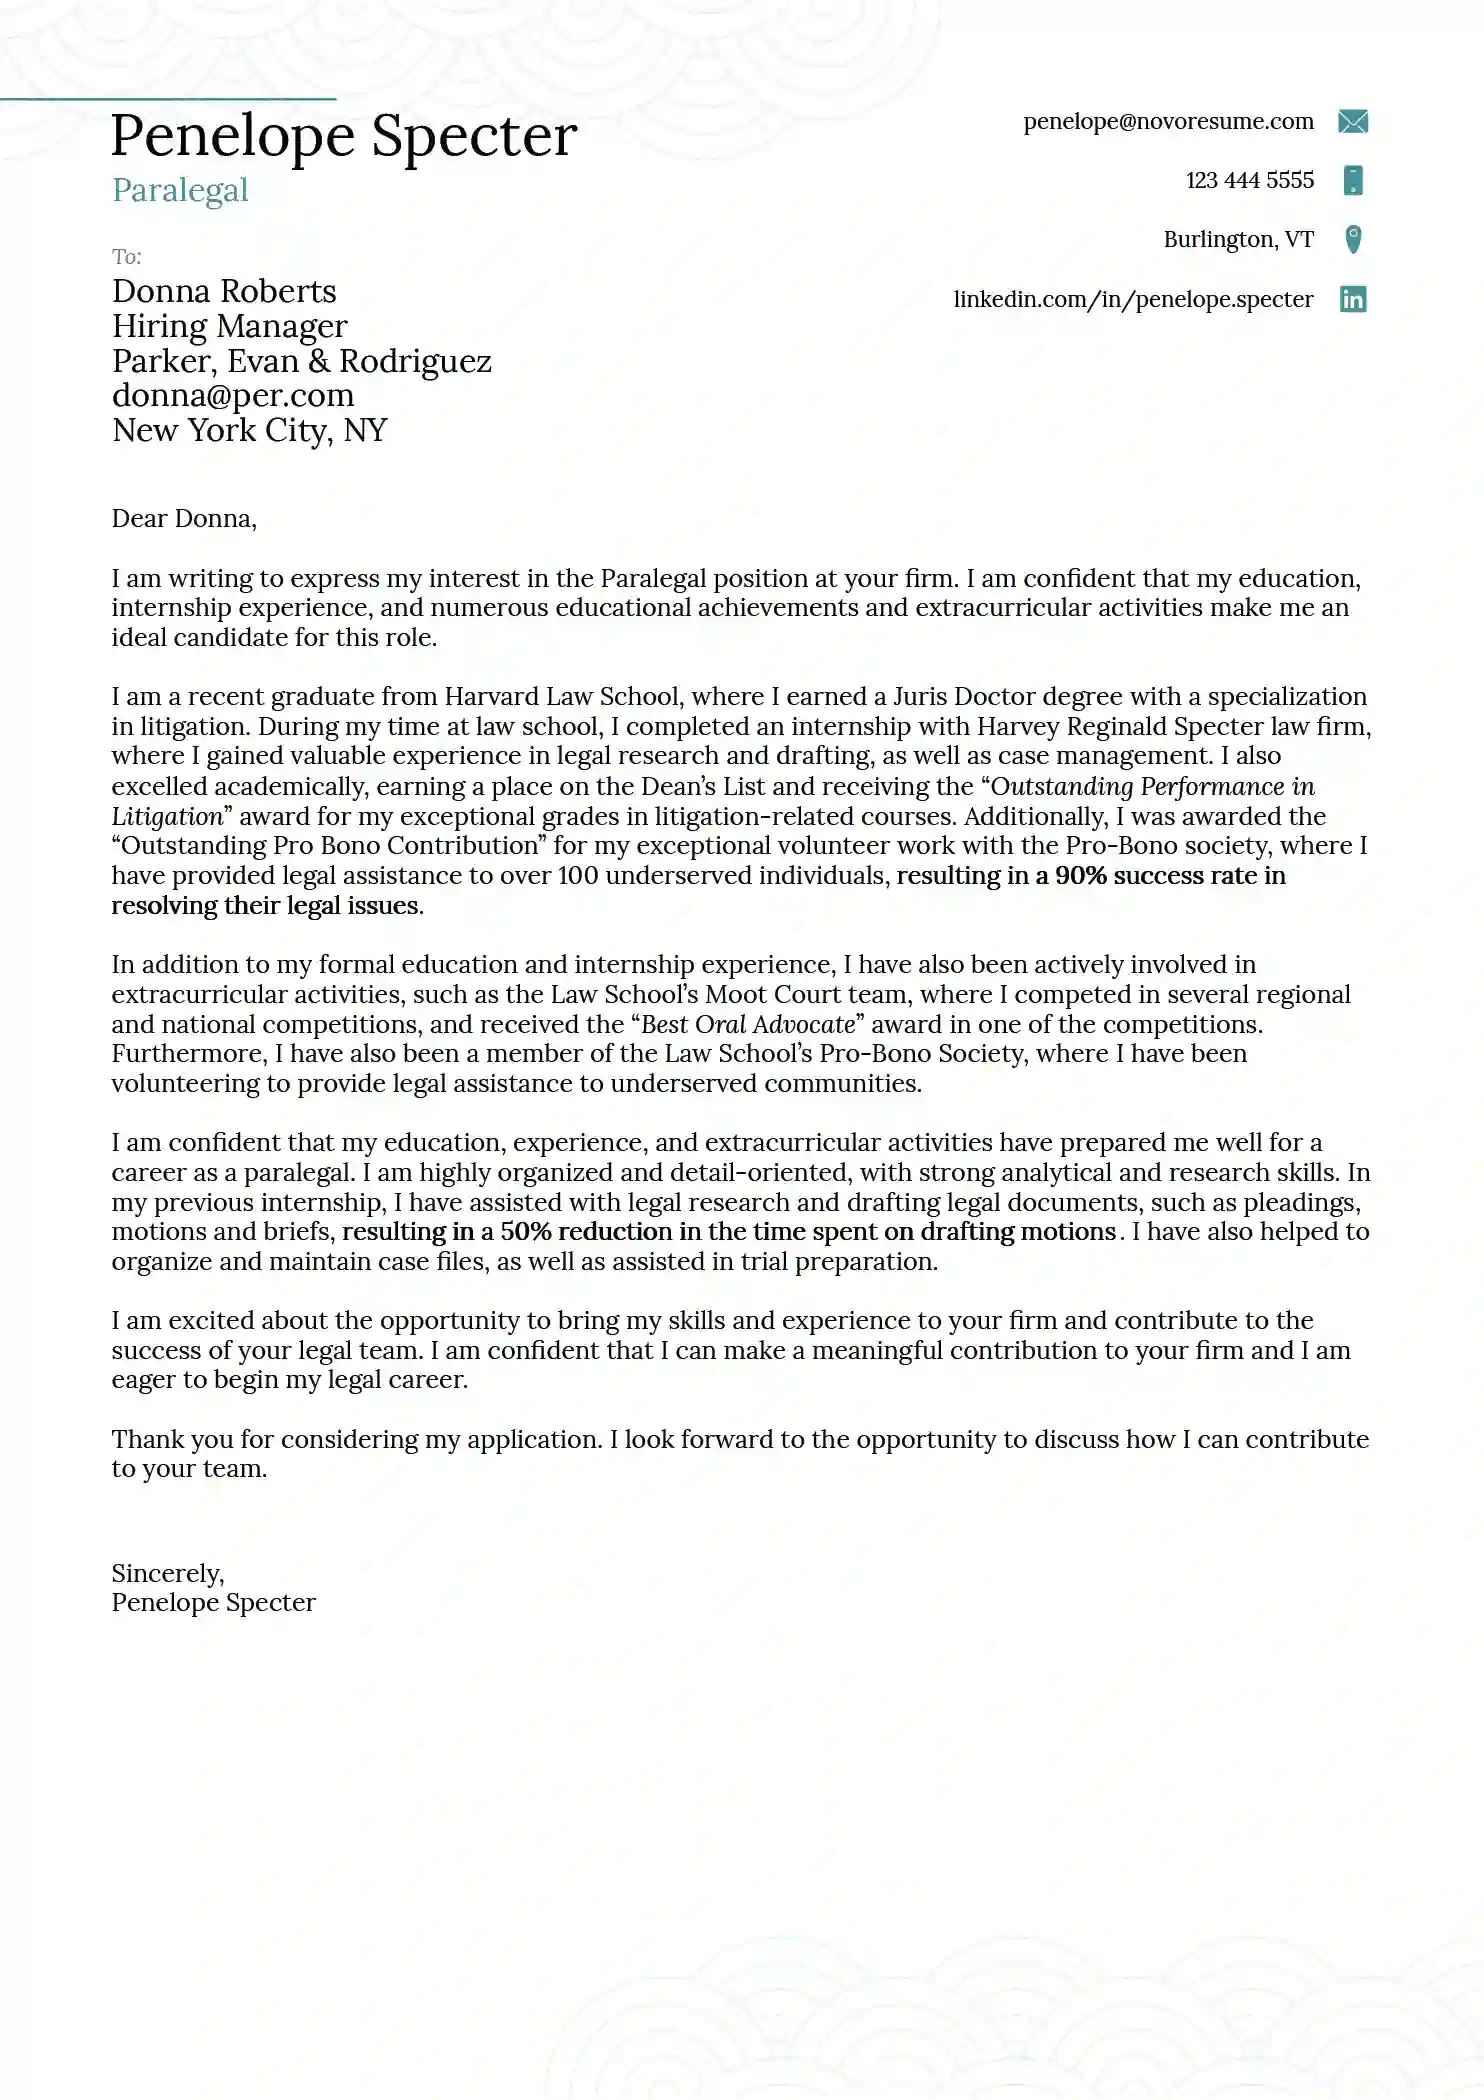 Penelope Specter
Paralegal
penelope@novoresume.com
123 444 5555
Burlington, VT
linkedin.com/in/penelope.specter
To:
Donna Roberts
Hiring Manager
Parker, Evan & Rodriguez
donna@per.com
New York City, NY
Dear Donna,
I am writing to express my interest in the Paralegal position at your firm. I am confident that my education,
internship experience, and numerous educational achievements and extracurricular activities make me an
ideal candidate for this role.
I am a recent graduate from Harvard Law School, where I earned a Juris Doctor degree with a specialization
in litigation. During my time at law school, I completed an internship with Harvey Reginald Specter law firm,
where I gained valuable experience in legal research and drafting, as well as case management. I also
excelled academically, earning a place on the Dean’s List and receiving the “Outstanding Performance in
Litigation” award for my exceptional grades in litigation-related courses. Additionally, I was awarded the
“Outstanding Pro Bono Contribution” for my exceptional volunteer work with the Pro-Bono society, where I
have provided legal assistance to over 100 underserved individuals, resulting in a 90% success rate in
resolving their legal issues.
In addition to my formal education and internship experience, I have also been actively involved in
extracurricular activities, such as the Law School’s Moot Court team, where I competed in several regional
and national competitions, and received the “Best Oral Advocate” award in one of the competitions.
Furthermore, I have also been a member of the Law School’s Pro-Bono Society, where I have been
volunteering to provide legal assistance to underserved communities.
I am confident that my education, experience, and extracurricular activities have prepared me well for a
career as a paralegal. I am highly organized and detail-oriented, with strong analytical and research skills. In
my previous internship, I have assisted with legal research and drafting legal documents, such as pleadings,
motions and briefs, resulting in a 50% reduction in the time spent on drafting motions. I have also helped to
organize and maintain case files, as well as assisted in trial preparation.
I am excited about the opportunity to bring my skills and experience to your firm and contribute to the
success of your legal team. I am confident that I can make a meaningful contribution to your firm and I am
eager to begin my legal career.
Thank you for considering my application. I look forward to the opportunity to discuss how I can contribute
to your team.
Sincerely,
Penelope Specter